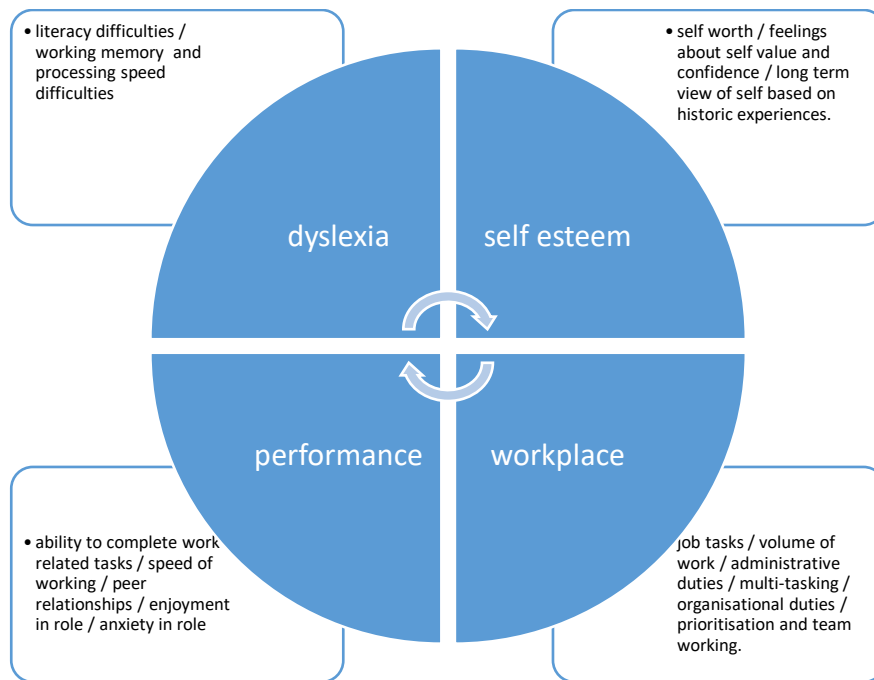 • literacy difficulties /
working memory and
processing speed
difficulties
• self worth / feelings
about self value and
confidence / long term
view of self based on
historic experiences.
dyslexia
self esteem
performance
workplace
• ability to complete work
related tasks / speed of
working / peer
relationships / enjoyment
in role / anxiety in role
job tasks / volume of
work / administrative
duties / multi-tasking /
organisational duties /
prioritisation and team
working.